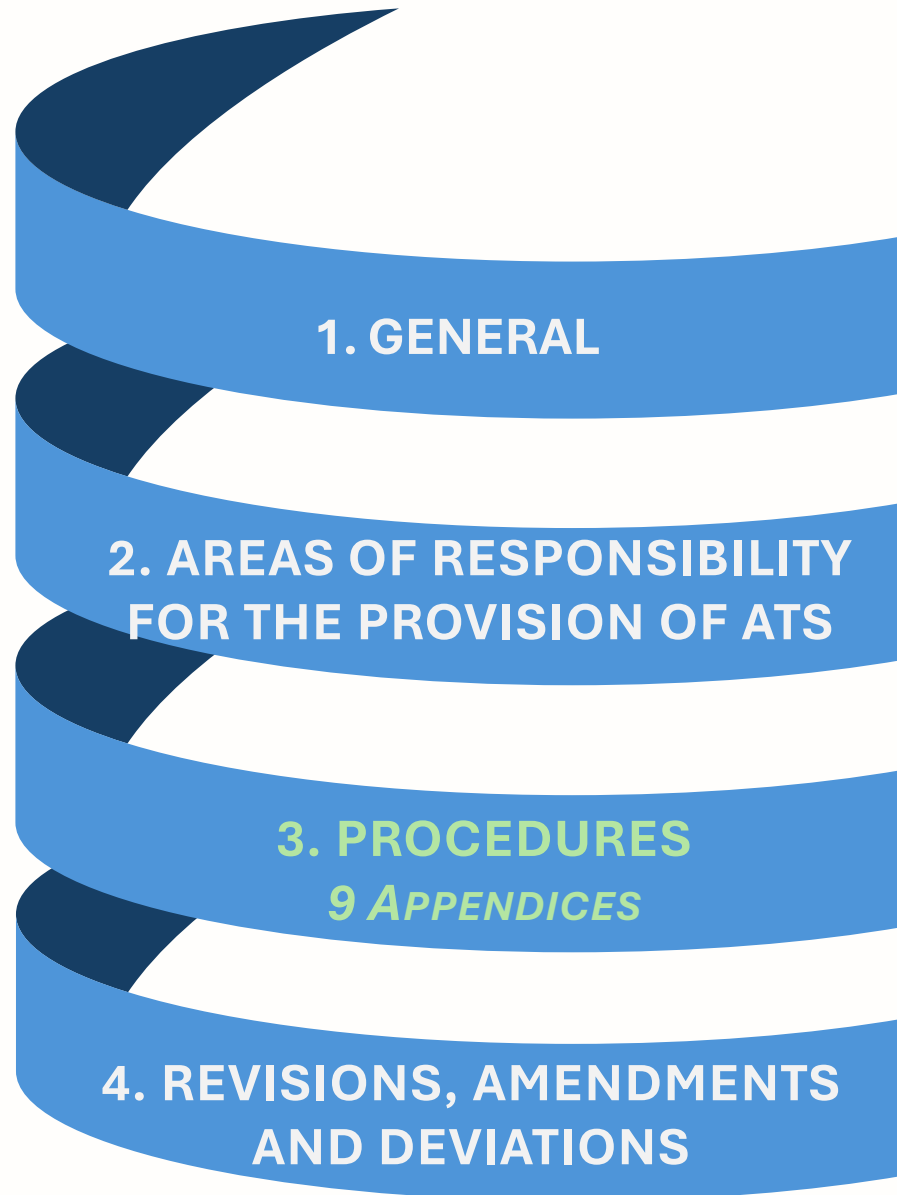 1. GENERAL
2. AREAS OF RESPONSIBILITY
FOR THE PROVISION OF ATS
3. PROCEDURES
9 APPENDICES
4. REVISIONS, AMENDMENTS
AND DEVIATIONS